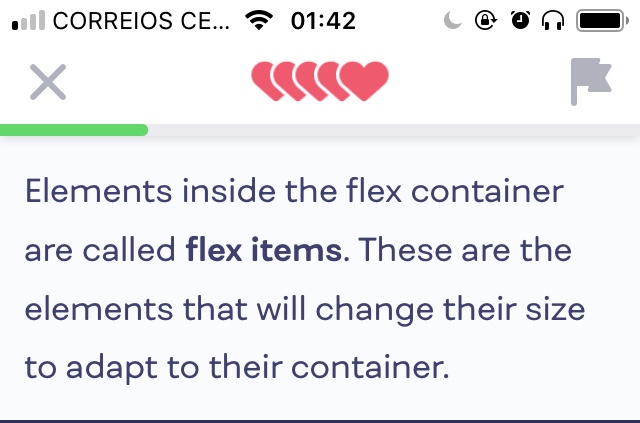 CORREIOS CE... 01:42
Elements inside the flex container
are called flex items. These are the
elements that will change their size
to adapt to their container.